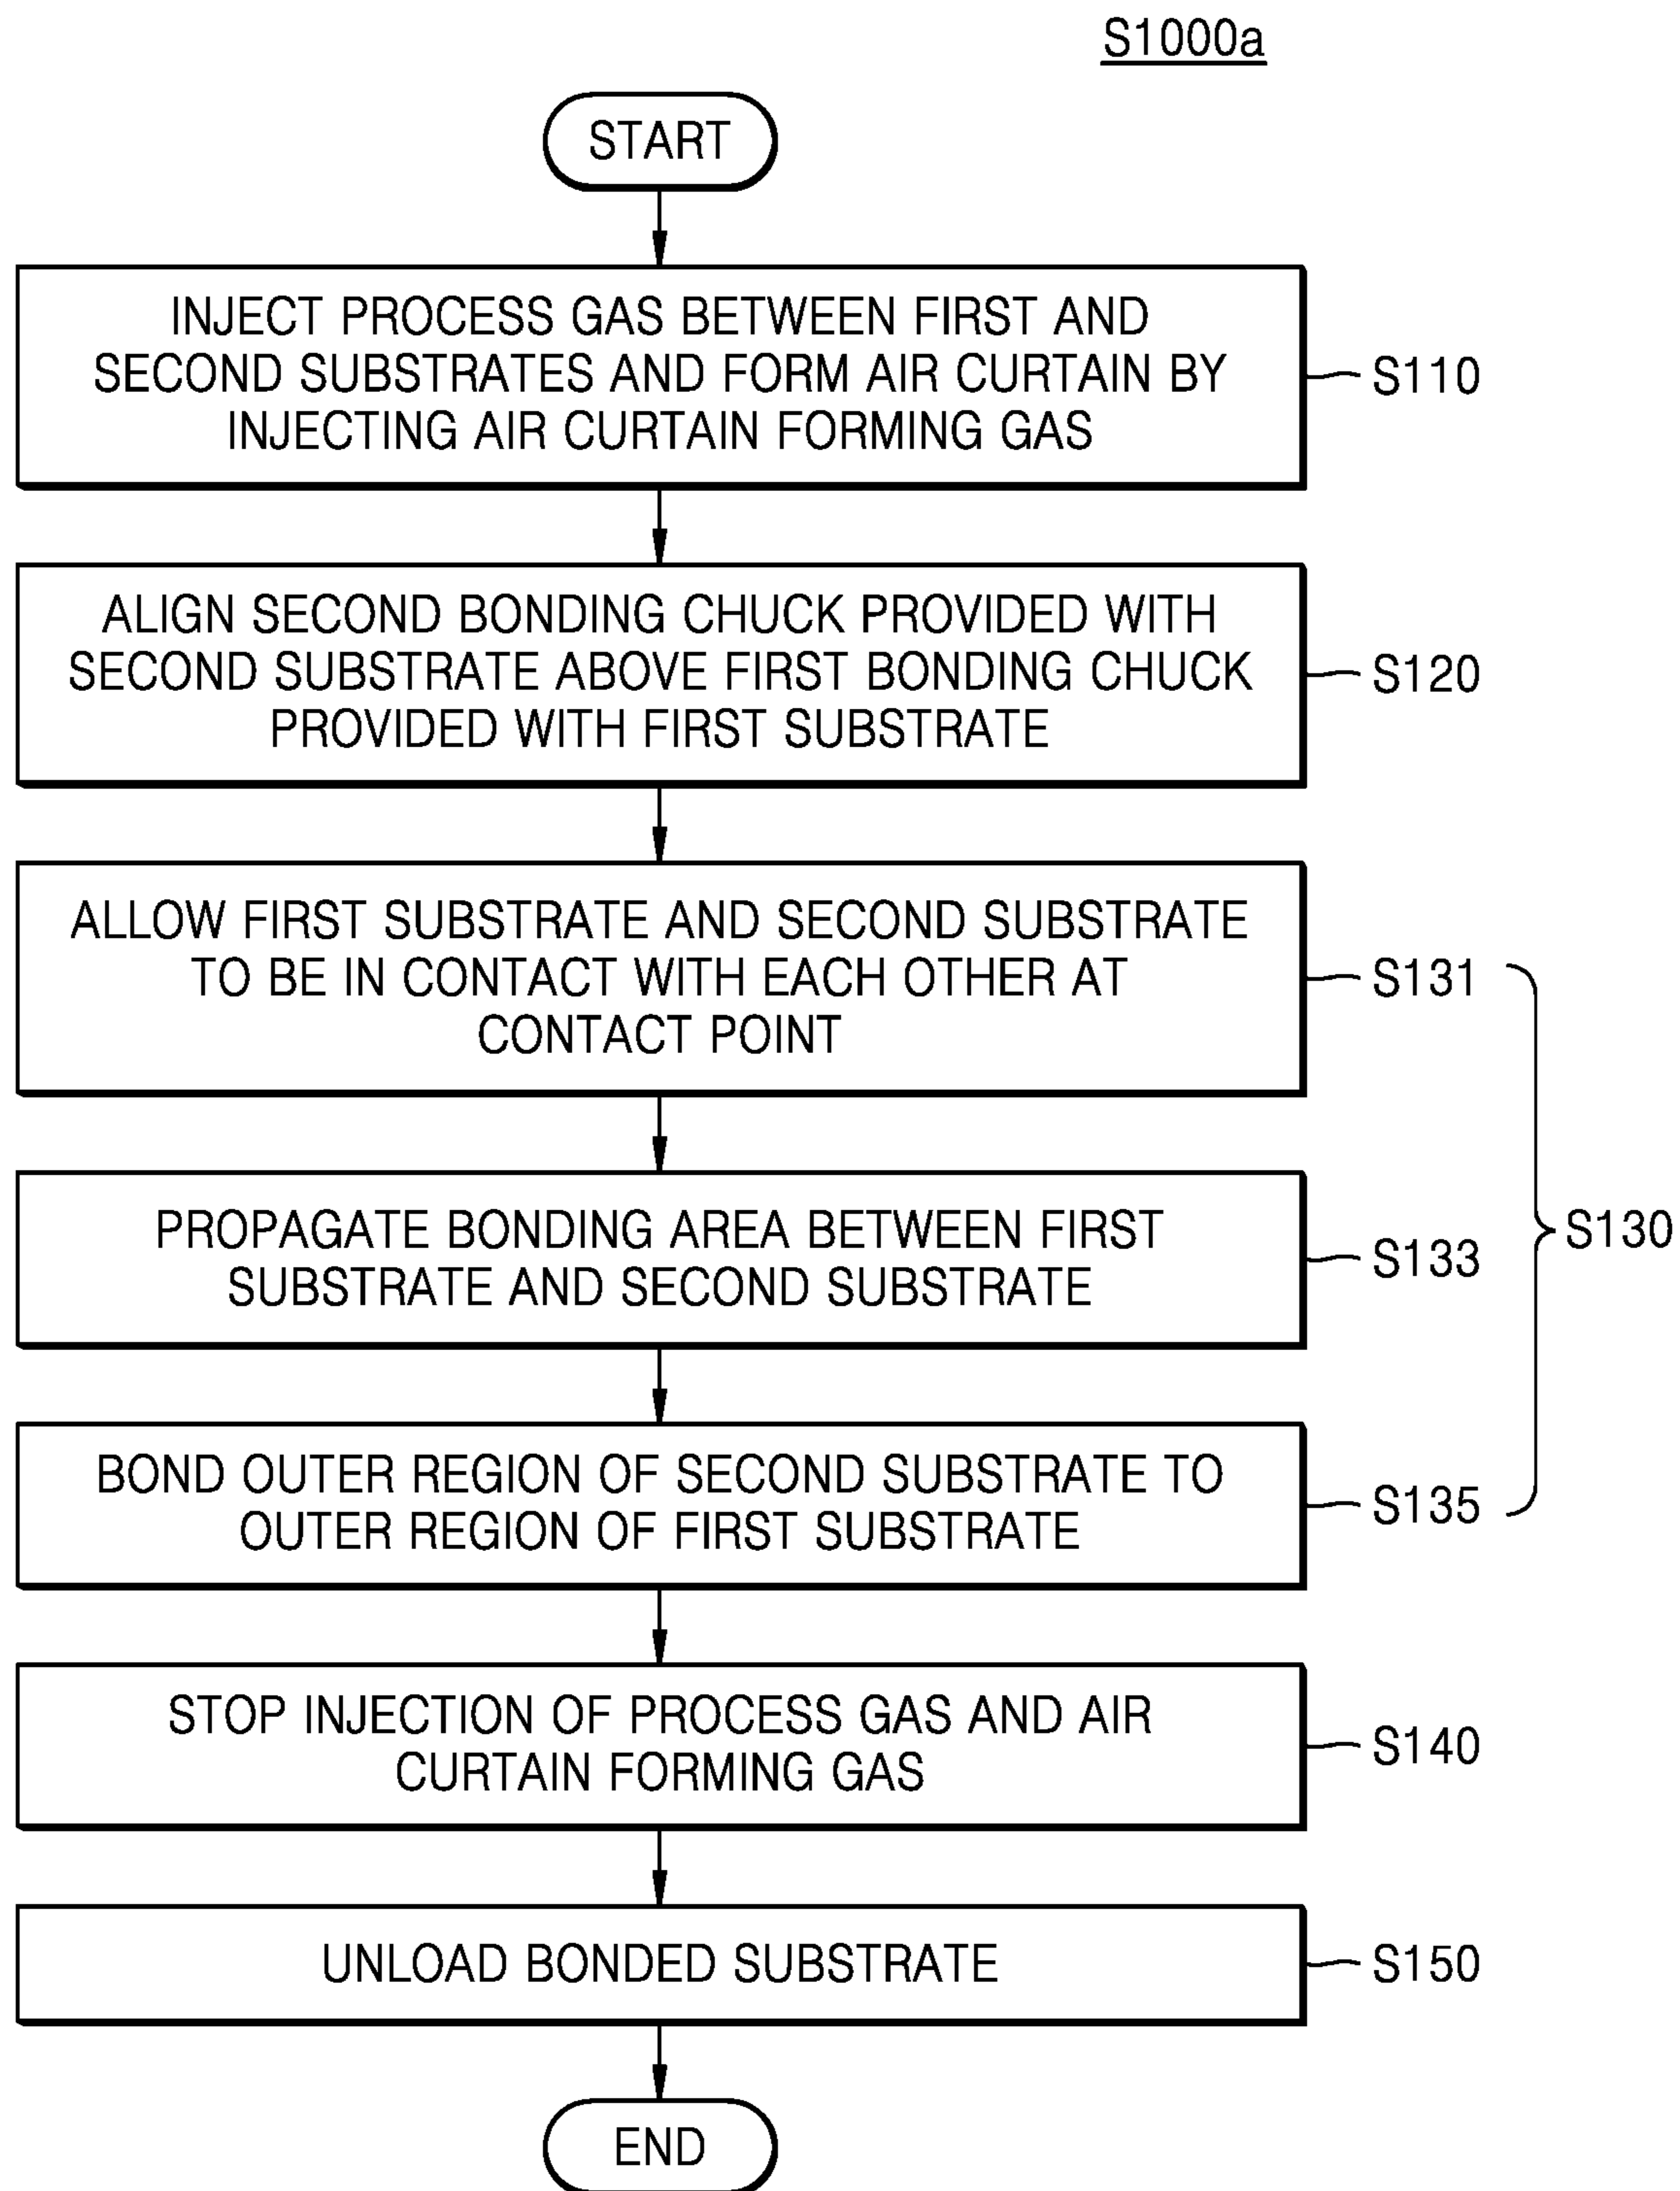 S1000a
START
INJECT PROCESS GAS BETWEEN FIRST AND
SECOND SUBSTRATES AND FORM AIR CURTAIN BY
INJECTING AIR CURTAIN FORMING GAS
S110
ALIGN SECOND BONDING CHUCK PROVIDED WITH
SECOND SUBSTRATE ABOVE FIRST BONDING CHUCK
PROVIDED WITH FIRST SUBSTRATE
S120
ALLOW FIRST SUBSTRATE AND SECOND SUBSTRATE
TO BE IN CONTACT WITH EACH OTHER AT
CONTACT POINT
S131
PROPAGATE BONDING AREA BETWEEN FIRST
SUBSTRATE AND SECOND SUBSTRATE
S133
S130
BOND OUTER REGION OF SECOND SUBSTRATE TO
OUTER REGION OF FIRST SUBSTRATE
S135
STOP INJECTION OF PROCESS GAS AND AIR
CURTAIN FORMING GAS
S140
UNLOAD BONDED SUBSTRATE
S150
END